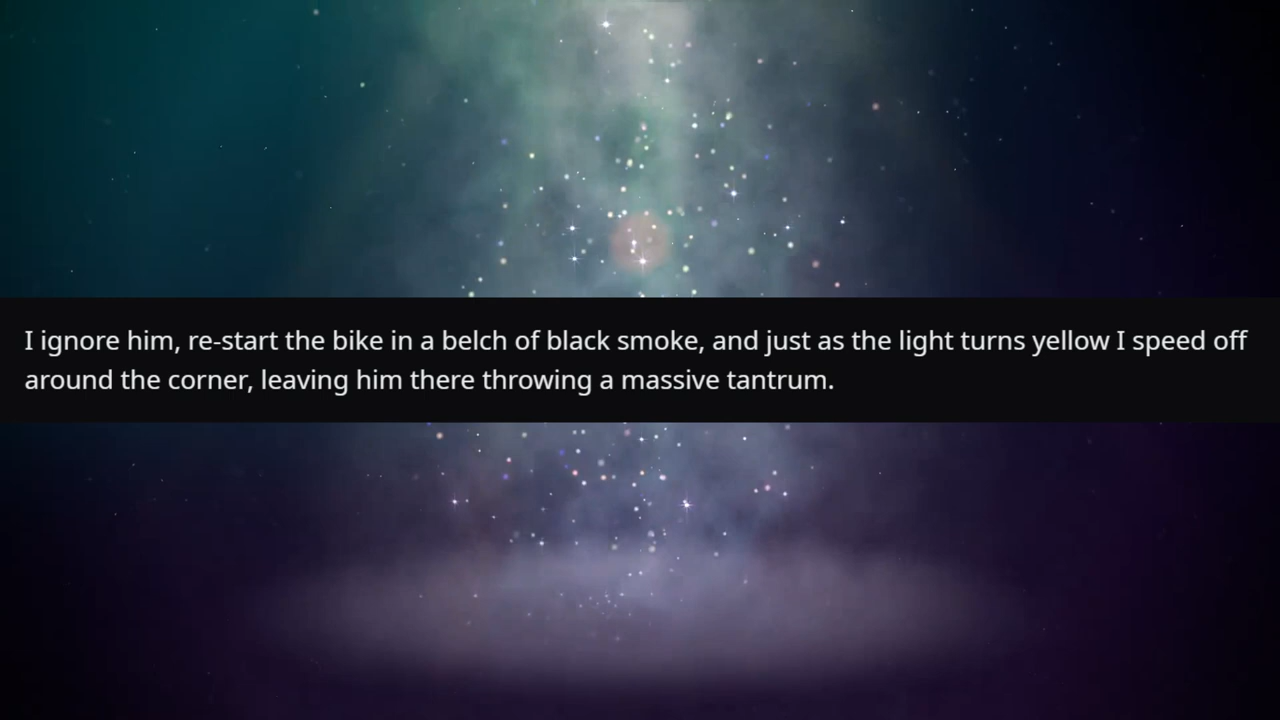 I ignore him, re-start the bike in a belch of black smoke, and just as the light turns yellow I speed off
around the corner, leaving him there throwing a massive tantrum.